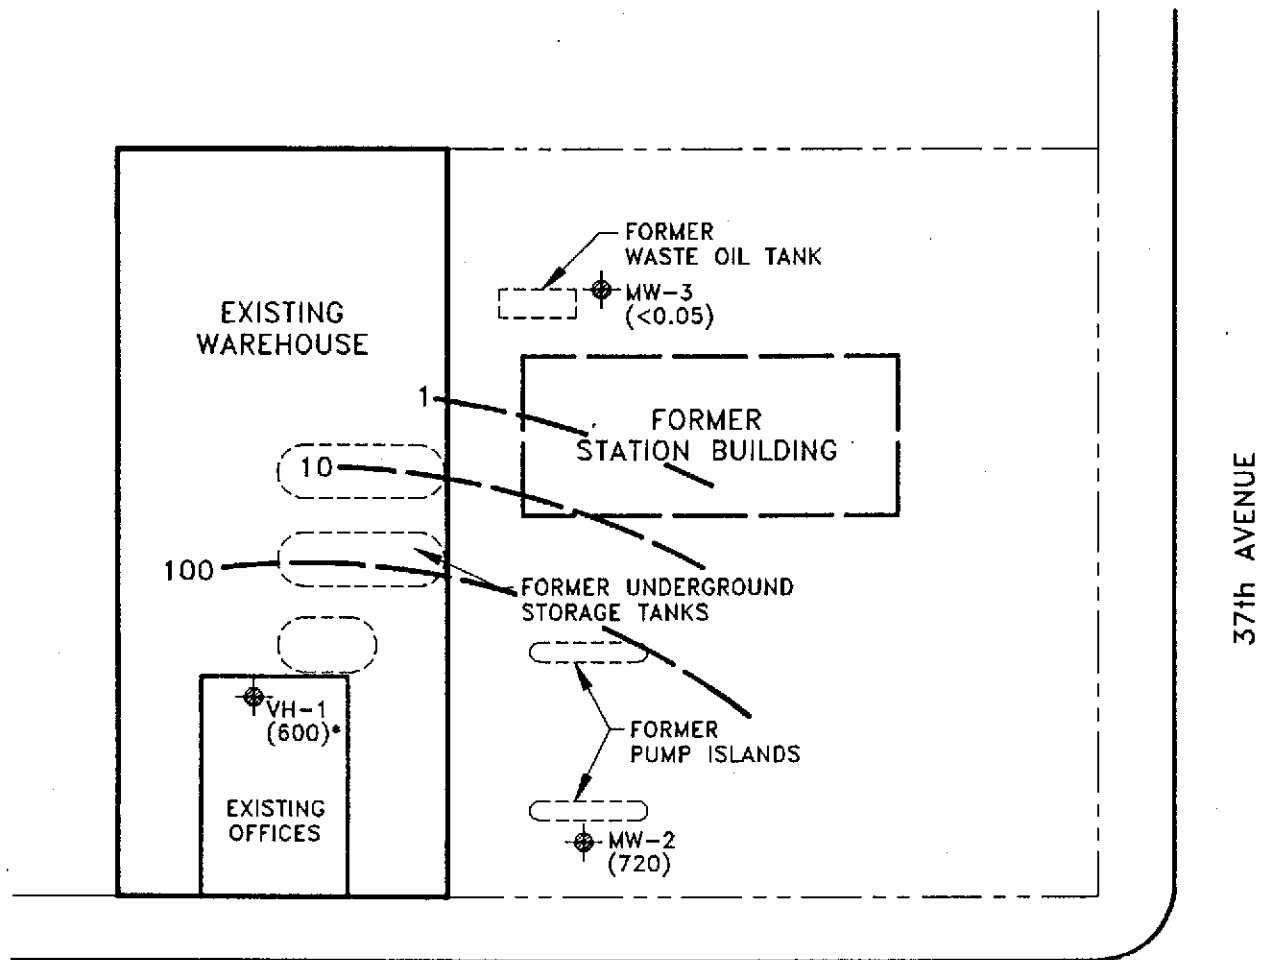 FORMER
WASTE OIL TANK
MW-3
(<0.05)
EXISTING
WAREHOUSE
1
FORMER
STATION BUILDING
10
100
FORMER UNDERGROUND
STORAGE TANKS
37th AVENUE
VH-1
(600)*
FORMER
PUMP ISLANDS
EXISTING
OFFICES
MW-2
(720)